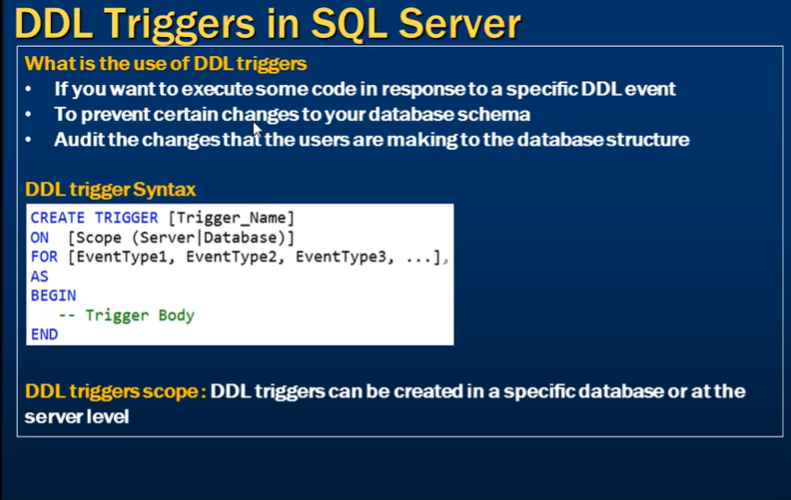 DDL Triggers in SQL Server
What is the use of DDL triggers
• If you want to execute some code in response to a specific DDL event
• To prevent certain changes to your database schema
• Audit the changes that the users are making to the database structure
DDL trigger Syntax
CREATE TRIGGER [Trigger_Name]
ON [Scope (Server|Database)]
FOR [EventType1, EventType2, EventType3, ...],
AS
BEGIN
-- Trigger Body
END
DDL triggers scope : DDL triggers can be created in a specific database or at the
server level